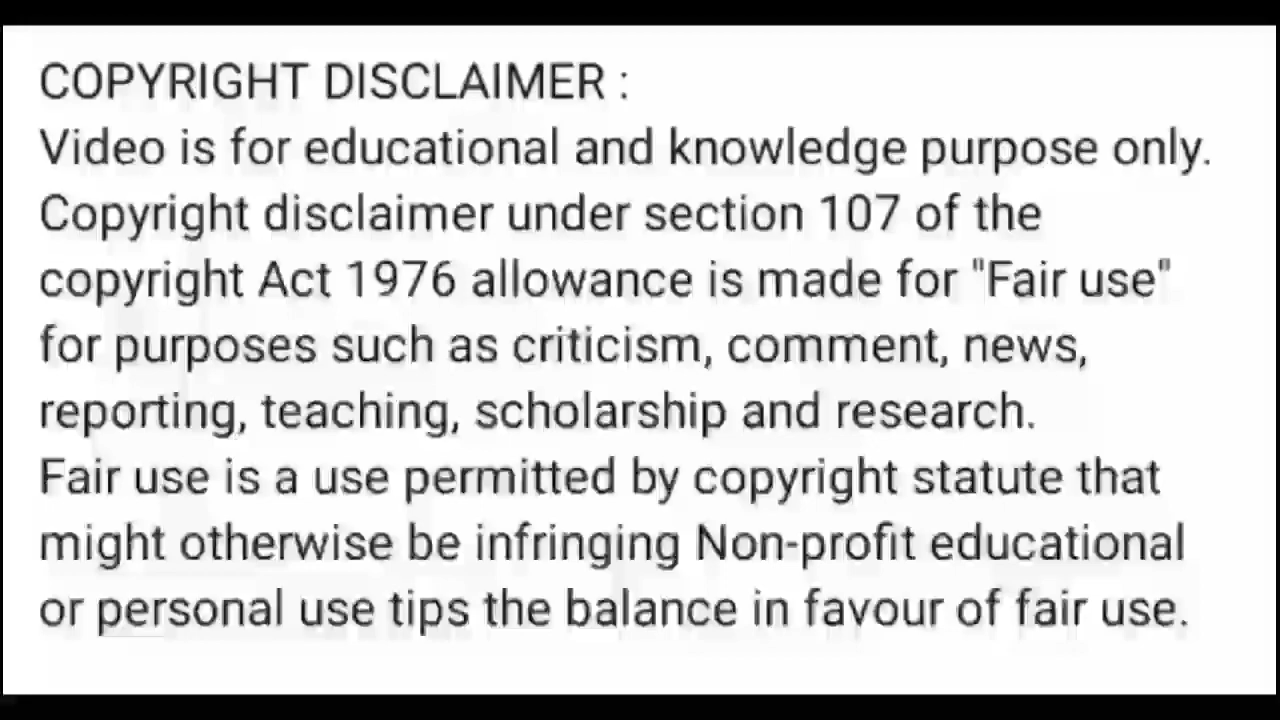 COPYRIGHT DISCLAIMER :
Video is for educational and knowledge purpose only.
Copyright disclaimer under section 107 of the
copyright Act 1976 allowance is made for "Fair use"
for purposes such as criticism, comment, news,
reporting, teaching, scholarship and research.
Fair use is a use permitted by copyright statute that
might otherwise be infringing Non-profit educational
or personal use tips the balance in favour of fair use.